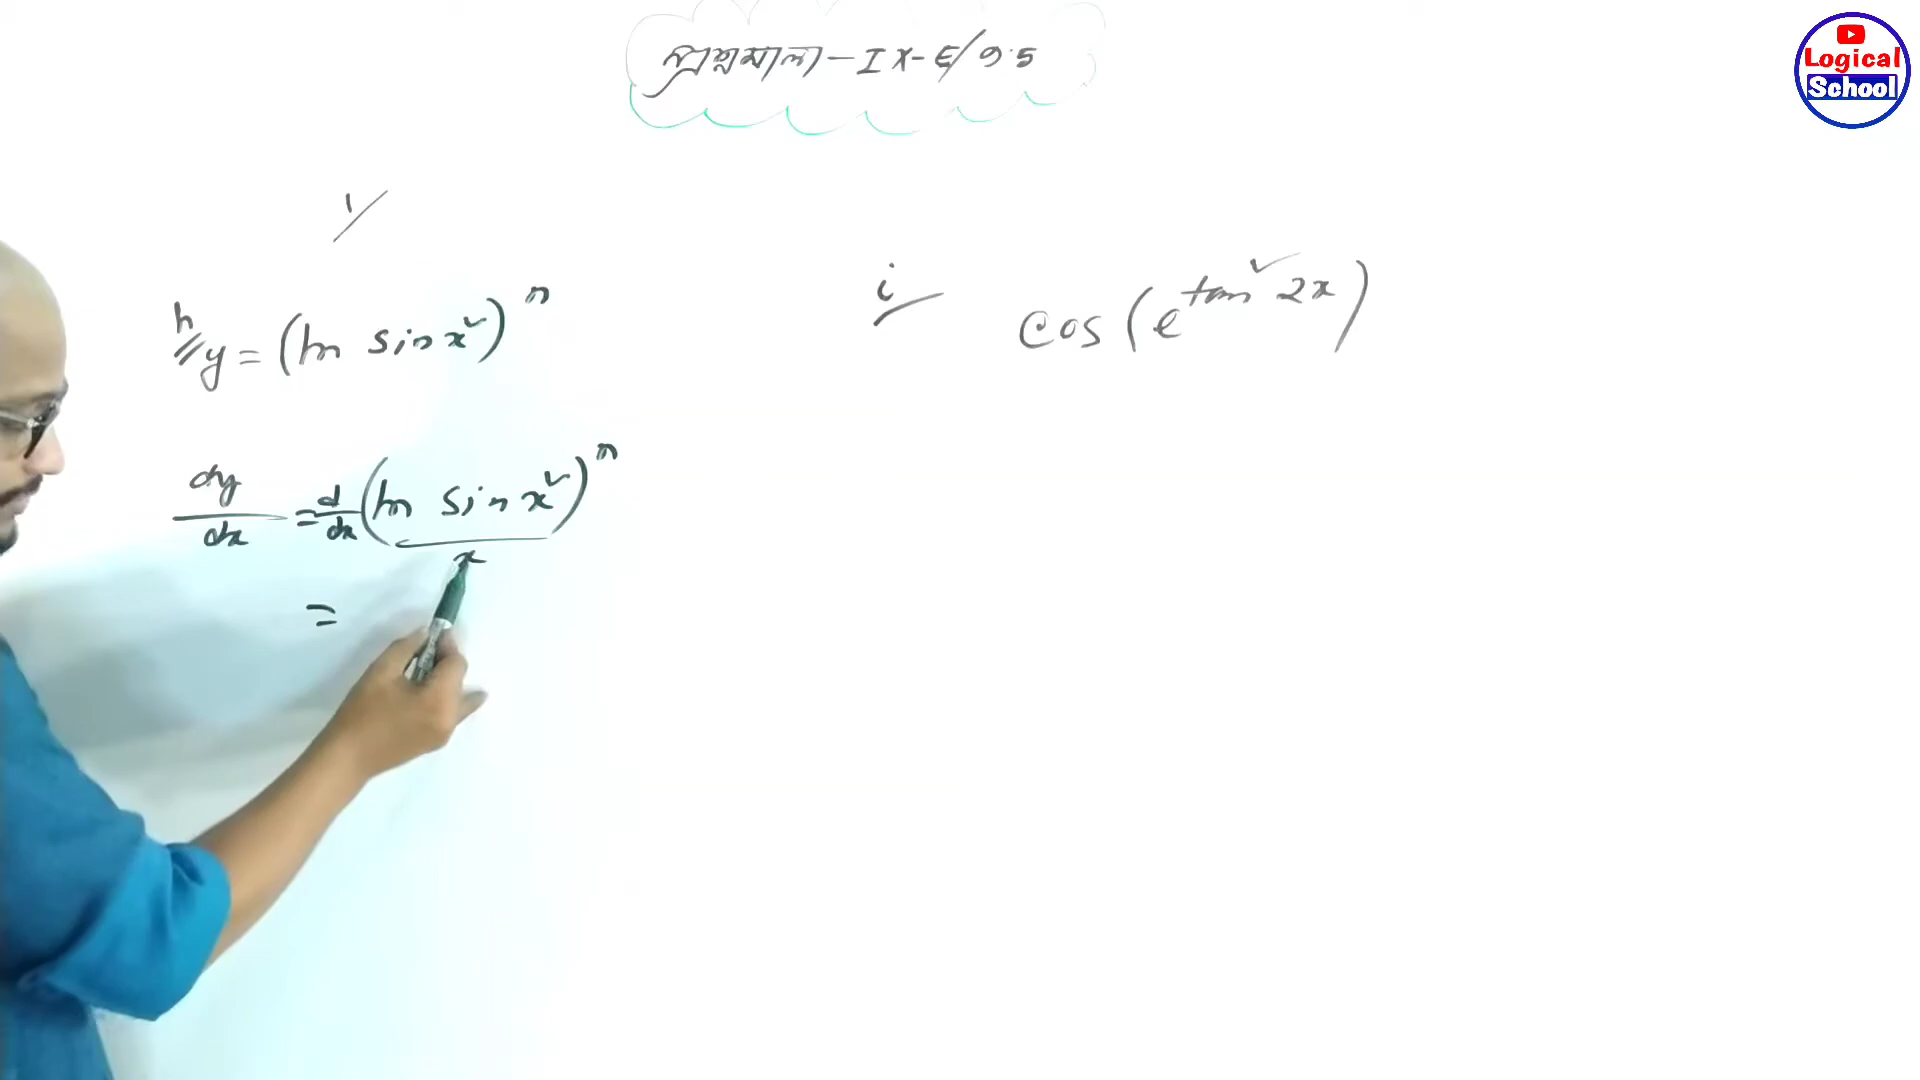 প্রশ্নমালা-IX-E/9.5
Logical
School
1/
h
y = (ln sin x²)ⁿ
dy/dx = d/dx (ln sin x²)ⁿ
x
=
i
cos(e^tan² 2x)